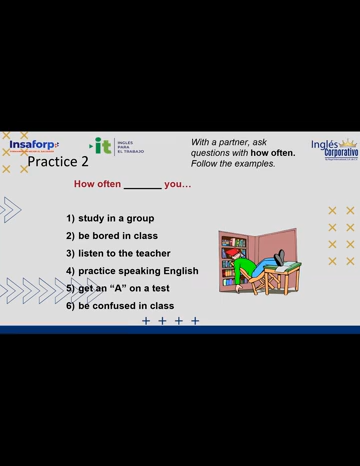 Insaforp
it
INGLÉS
PARA
EL TRABAJO
With a partner, ask
questions with how often.
Follow the examples.
Inglés
Corporativo
Practice 2
How often _______ you…
1) study in a group
2) be bored in class
3) listen to the teacher
4) practice speaking English
5) get an “A” on a test
6) be confused in class